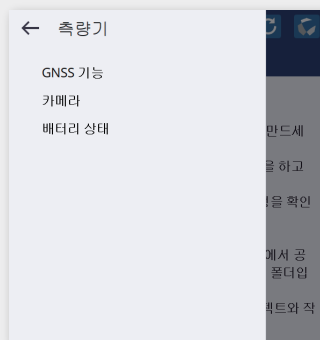 측량기
GNSS 기능
카메라
배터리 상태
만드세
을 하고
을 확인
에서 공
폴더입
젝트와 작